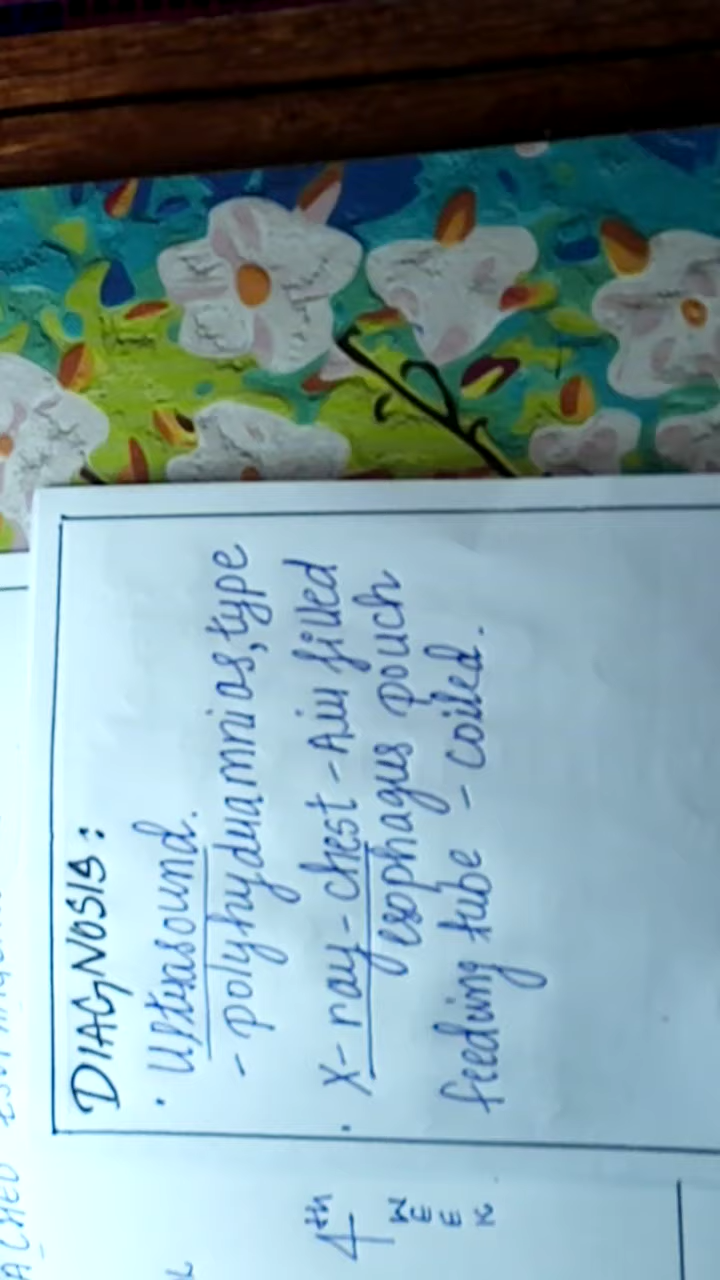 DIAGNOSIS:
· Ultrasound.
- polyhydramnios, type
· X-ray-chest - Air filled
esophagus pouch
feeding tube - coiled.
4th
WEEK